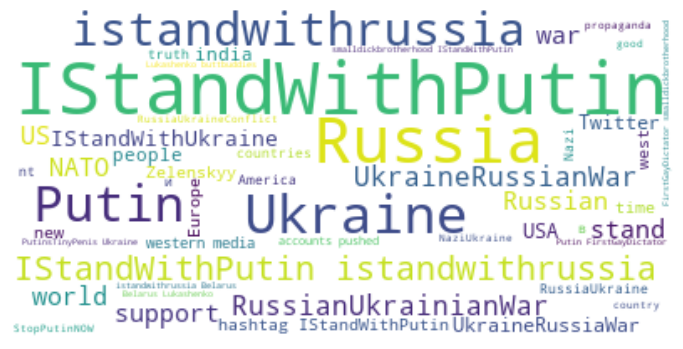 istandwithrussia war propaganda
truth india smalldickbrotherhood IStandWithPutin good
Lukashenko buttbuddies
IStandWithPutin
RussiaUkraineConflict
US IStandWithUkraine Russia Twitter
NATO people countries Nazi west
nt Zelenskyy UkraineRussianWar
и America
Putin Europe Ukraine Russian time
new USA в stand
PutinsTinyPenis Ukraine western media accounts pushed NaziUkraine Putin FirstGayDictator
IStandWithPutin istandwithrussia
istandwithrussia Belarus RussiaUkraine
world Belarus Lukashenko country
support RussianUkrainianWar
StopPutinNOW hashtag IStandWithPutin UkraineRussiaWar
FirstGayDictator smalldickbrotherhood